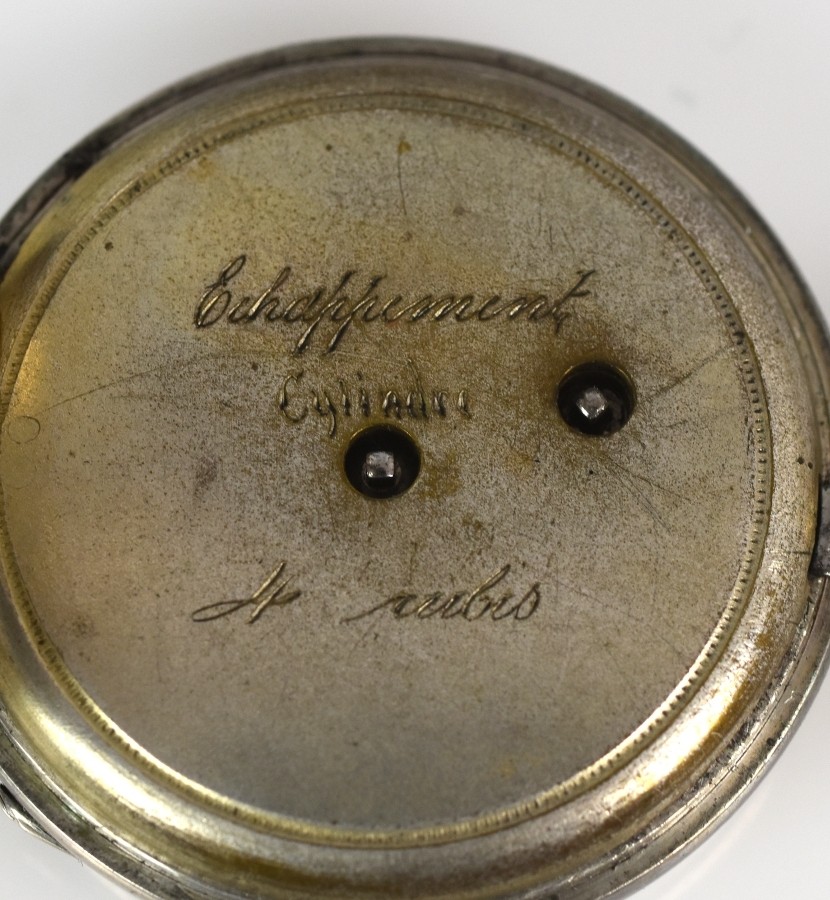 Echappement
Cylindre
4 rubis